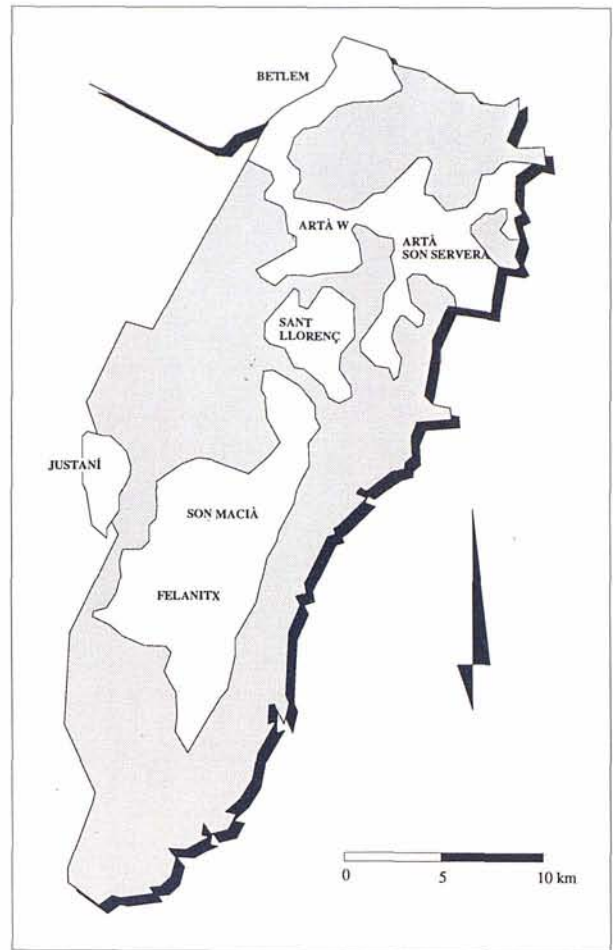 BETLEM
ARTÀ W
ARTÀ
SON SERVERA
SANT
LLORENÇ
JUSTANÍ
SON MACIÀ
FELANITX
0 5 10 km